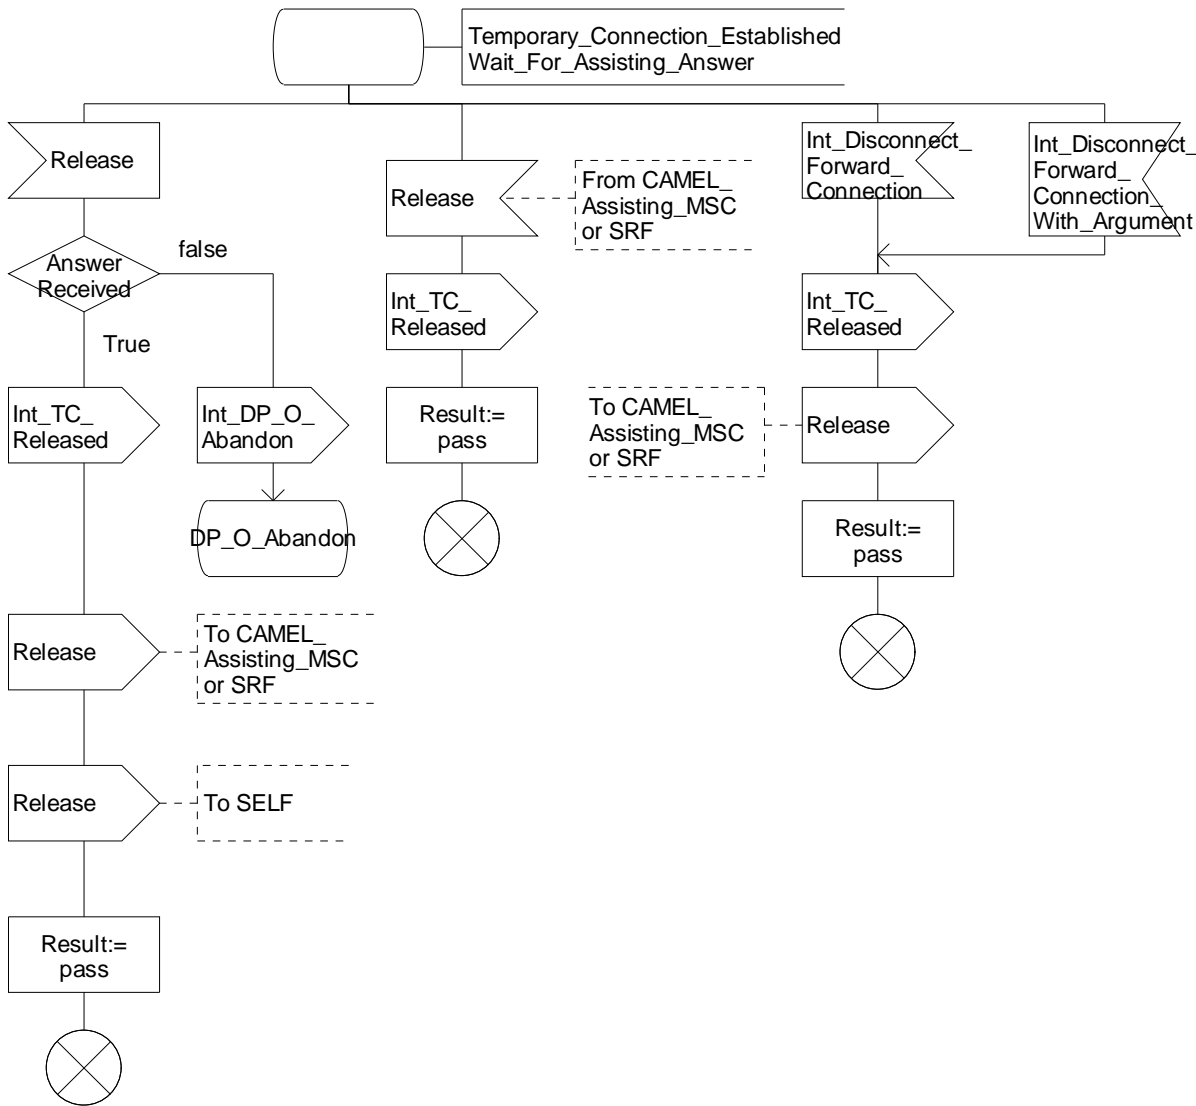 Temporary_Connection_Established
Wait_For_Assisting_Answer
Release
Answer
Received
false
True
Int_TC_
Released
Int_DP_O_
Abandon
DP_O_Abandon
Release
To CAMEL_
Assisting_MSC
or SRF
Release
To SELF
Result:=
pass
Release
From CAMEL_
Assisting_MSC
or SRF
Int_TC_
Released
Result:=
pass
Int_Disconnect_
Forward_
Connection
Int_Disconnect_
Forward_
Connection_
With_Argument
Int_TC_
Released
To CAMEL_
Assisting_MSC
or SRF
Release
Result:=
pass